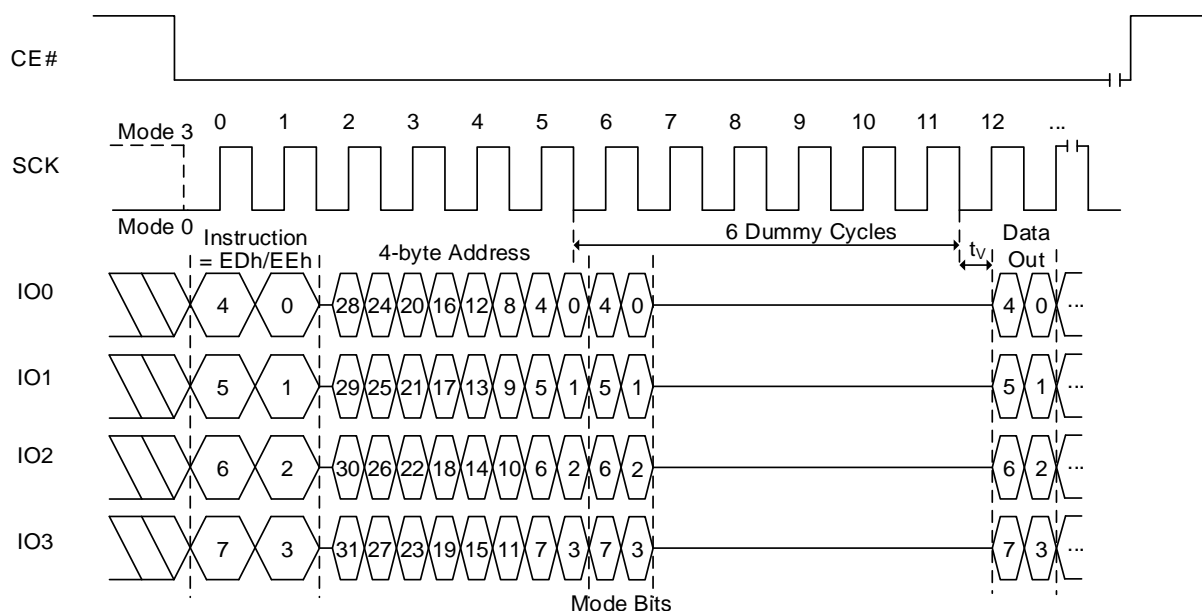 CE#
0 1 2 3 4 5 6 7 8 9 10 11 12 ...
Mode 3
SCK
Mode 0
Instruction
= EDh/EEh
4-byte Address
6 Dummy Cycles
tV
Data
Out
IO0 4 0 28 24 20 16 12 8 4 0 4 0 4 0 ...
IO1 5 1 29 25 21 17 13 9 5 1 5 1 5 1 ...
IO2 6 2 30 26 22 18 14 10 6 2 6 2 6 2 ...
IO3 7 3 31 27 23 19 15 11 7 3 7 3 7 3 ...
Mode Bits